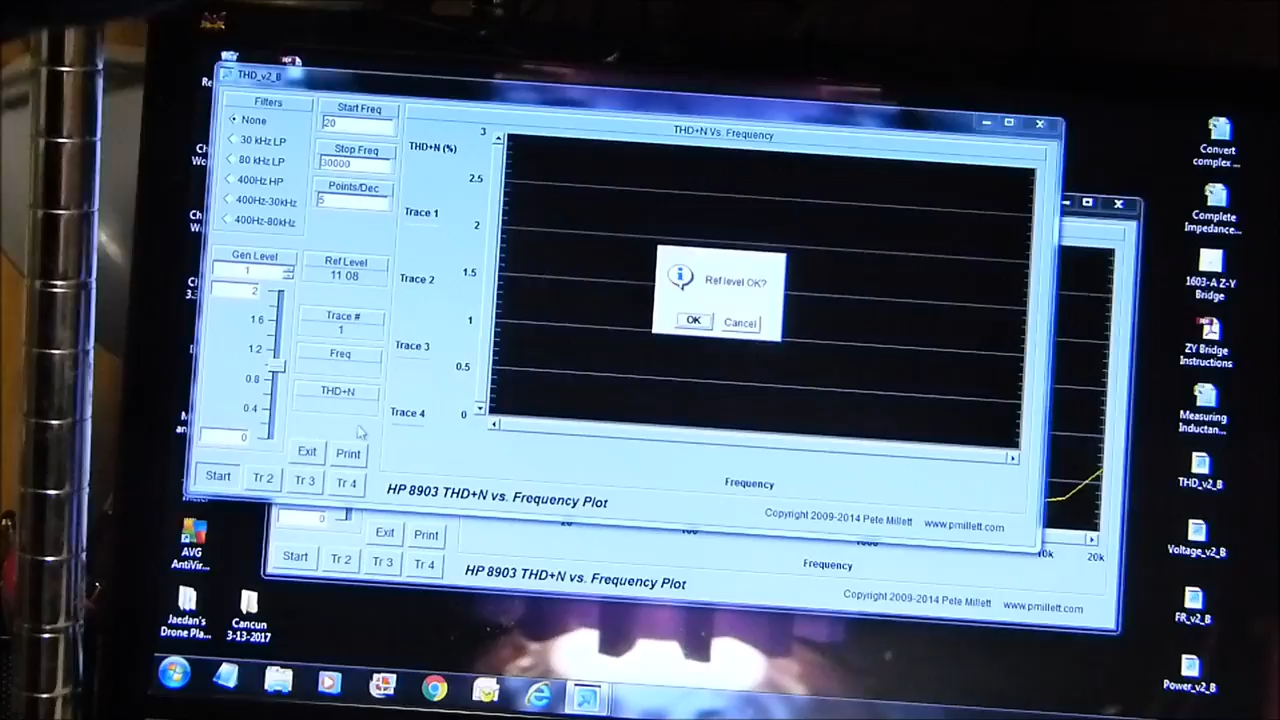 THD_v2_B
Filters
None
30 kHz LP
80 kHz LP
400Hz HP
400Hz-30kHz
400Hz-80kHz
Start Freq
20
Stop Freq
30000
Points/Dec
5
Gen Level
1
2
1.6
1.2
0.8
0.4
0
Ref Level
11 08
Trace #
1
Freq
THD+N
Exit
Print
Start
Tr 2
Tr 3
Tr 4
THD+N (%)
Trace 1
Trace 2
Trace 3
Trace 4
THD+N Vs. Frequency
3
2.5
2
1.5
1
0.5
0
Ref level OK?
OK
Cancel
Frequency
HP 8903 THD+N vs. Frequency Plot
Copyright 2009-2014 Pete Millett www.pmillett.com
0
Exit
Print
Start
Tr 2
Tr 3
Tr 4
10k
20k
Frequency
HP 8903 THD+N vs. Frequency Plot
Copyright 2009-2014 Pete Millett www.pmillett.com
Convert
complex ...
Complete
Impedance...
1603-A Z-Y
Bridge
ZY Bridge
Instructions
Measuring
Inductan...
THD_v2_B
Voltage_v2_B
FR_v2_B
Power_v2_B
AVG
AntiVir...
Jaedan's
Drone Pla...
Cancun
3-13-2017